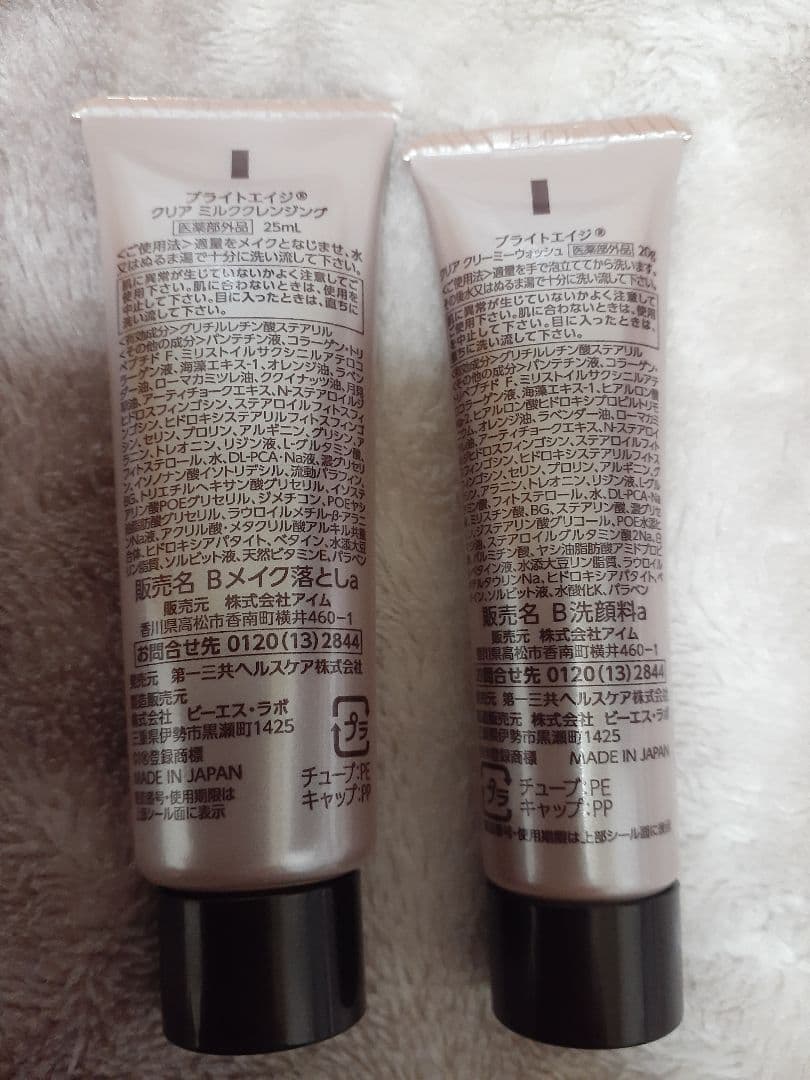 ブライトエイジ®
クリア ミルククレンジング
医薬部外品 25mL
<ご使用法>適量をメイクとなじませ、水
又はぬるま湯で十分に洗い流して下さい。
肌に異常が生じていないかよく注意してご
使用下さい。肌に合わないときは、使用を
中止して下さい。目に入ったときは、直ちに
洗い流して下さい。
<有効成分>グリチルレチン酸ステアリル
<その他の成分>パンテチン液、コラーゲン・トリ
ペプチド F、ミリストイルサクシニルアテロコ
ラーゲン液、海藻エキス-1、オレンジ油、ラベン
ダー油、ローマカミツレ油、ククイナッツ油、月見
草油、アーティチョークエキス、N-ステアロイルジ
ヒドロスフィンゴシン、ステアロイルフィトスフィ
ンゴシン、ヒドロキシステアリルフィトスフィンゴ
シン、セリン、プロリン、アルギニン、グリシン、ア
ラニン、トレオニン、リジン液、L-グルタミン酸、
フィトステロール、水、DL-PCA・Na液、濃グリセリ
ン、イソノナン酸イソトリデシル、流動パラフィン、
BG、トリエチルヘキサン酸グリセリル、イソステ
アリン酸POEグリセリル、ジメチコン、POEヤシ
油脂肪酸グリセリル、ラウロイルメチル-β-アラニ
ンNa液、アクリル酸・メタクリル酸アルキル共重
合体、ヒドロキシアパタイト、ベタイン、水添大豆
リン脂質、ソルビット液、天然ビタミンE、パラベン
販売名 Bメイク落としa
販売元 株式会社アイム
香川県高松市香南町横井460-1
お問合せ先 0120(13)2844
発売元 第一三共ヘルスケア株式会社
製造販売元
株式会社 ピーエス・ラボ
三重県伊勢市黒瀬町1425
®登録商標
MADE IN JAPAN
製造番号・使用期限は
上部シール面に表示
プラ
チューブ:PE
キャップ:PP
ブライトエイジ®
クリア クリーミーウォッシュ 医薬部外品 20g
<ご使用法>適量を手で泡立ててから洗います。
その後水又はぬるま湯で十分に洗い流して下さい。
肌に異常が生じていないかよく注意して
ご使用下さい。肌に合わないときは、使用
を中止して下さい。目に入ったときは、
直ちに洗い流して下さい。
<有効成分>グリチルレチン酸ステアリル
<その他の成分>パンテチン液、コラーゲン・
トリペプチド F、ミリストイルサクシニルアテ
ロコラーゲン液、海藻エキス-1、ヒアルロン酸
ヒアルロン酸ヒドロキシプロピルトリモ
オレンジ油、ラベンダー油、ローマカミ
アーティチョークエキス、N-ステアロイ
ルジヒドロスフィンゴシン、ステアロイルフィト
スフィンゴシン、ヒドロキシステアリルフィトス
フィンゴシン、セリン、プロリン、アルギニン、グ
リシン、アラニン、トレオニン、リジン液、L-グル
タミン酸、フィトステロール、水、DL-PCA・Na
液、ミリスチン酸、BG、ステアリン酸、濃グリセ
リン、ジステアリン酸グリコール、POE水添ヒ
ステアロイルグルタミン酸2Na、
パルミチン酸、ヤシ油脂肪酸アミドプロピ
ルベタイン液、水添大豆リン脂質、ラウロイル
メチルタウリンNa、ヒドロキシアパタイト、ベ
タイン、ソルビット液、水酸化K、パラベン
販売名 B洗顔料a
販売元 株式会社アイム
香川県高松市香南町横井460-1
お問合せ先 0120(13)2844
発売元 第一三共ヘルスケア株式会社
製造販売元 株式会社 ピーエス・ラボ
三重県伊勢市黒瀬町1425
®登録商標 MADE IN JAPAN
プラ
チューブ:PE
キャップ:PP
製造番号・使用期限は上部シール面に表示